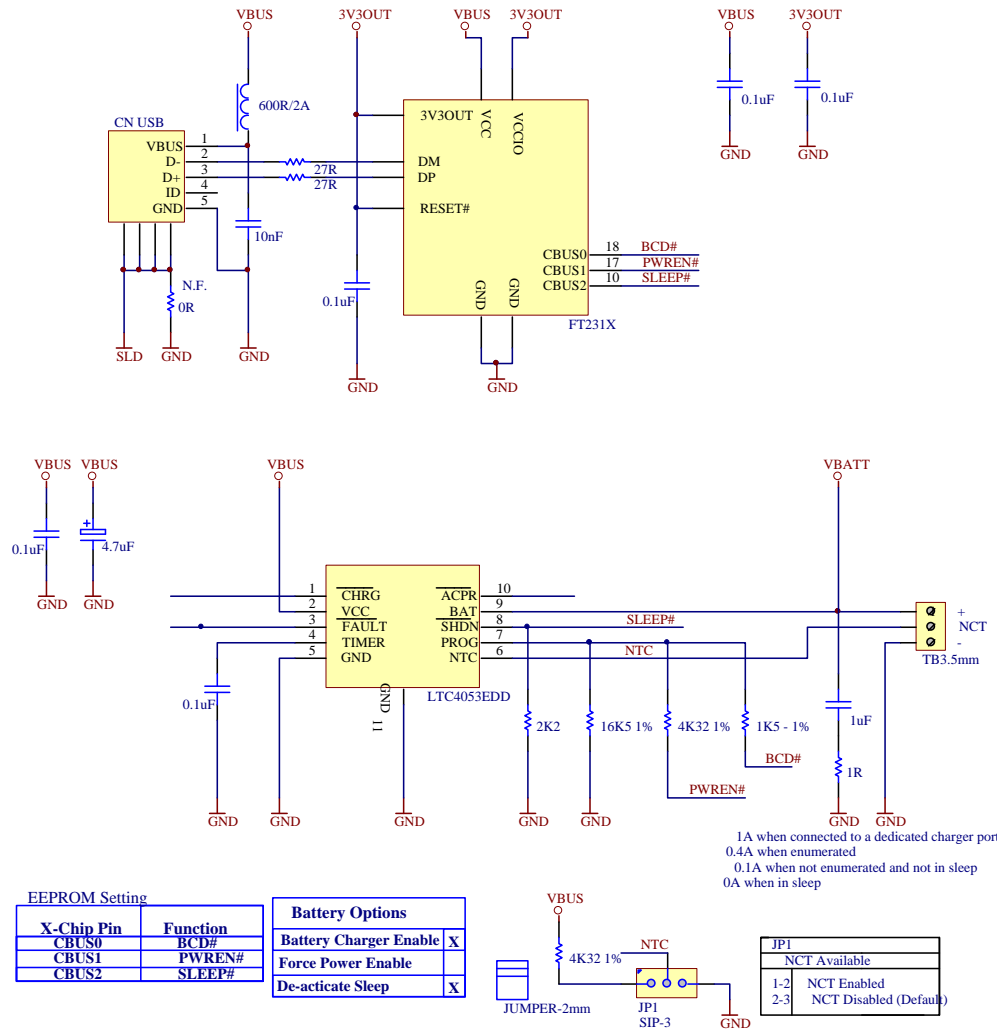 VBUS 3V3OUT VBUS 3V3OUT VBUS 3V3OUT
600R/2A
0.1uF 0.1uF
CN USB
VBUS 1
D- 2
D+ 3
ID 4
GND 5
27R
27R
10nF
3V3OUT
VCC
VCCIO
DM
DP
RESET#
CBUS0 18 BCD#
CBUS1 17 PWREN#
CBUS2 10 SLEEP#
GND
GND
FT231X
0.1uF
N.F.
0R
SLD GND GND GND GND
GND GND
VBUS VBUS VBUS VBATT
0.1uF 4.7uF
+
GND GND
1 CHRG ACPR 10
2 VCC BAT 9
3 FAULT SHDN 8 SLEEP#
4 TIMER PROG 7
5 GND NTC 6 NTC
GND
11
LTC4053EDD
+
NCT
-
TB3.5mm
0.1uF
2K2 16K5 1% 4K32 1% 1K5 - 1% 1uF
BCD#
1R
PWREN#
GND GND GND GND GND GND GND
1A when connected to a dedicated charger port
0.4A when enumerated
0.1A when not enumerated and not in sleep
0A when in sleep
EEPROM Setting
X-Chip Pin Function
CBUS0 BCD#
CBUS1 PWREN#
CBUS2 SLEEP#
Battery Options
Battery Charger Enable X
Force Power Enable
De-acticate Sleep X
VBUS
4K32 1%
NTC
JUMPER-2mm
JP1
SIP-3
GND
JP1
NCT Available
1-2 NCT Enabled
2-3 NCT Disabled (Default)